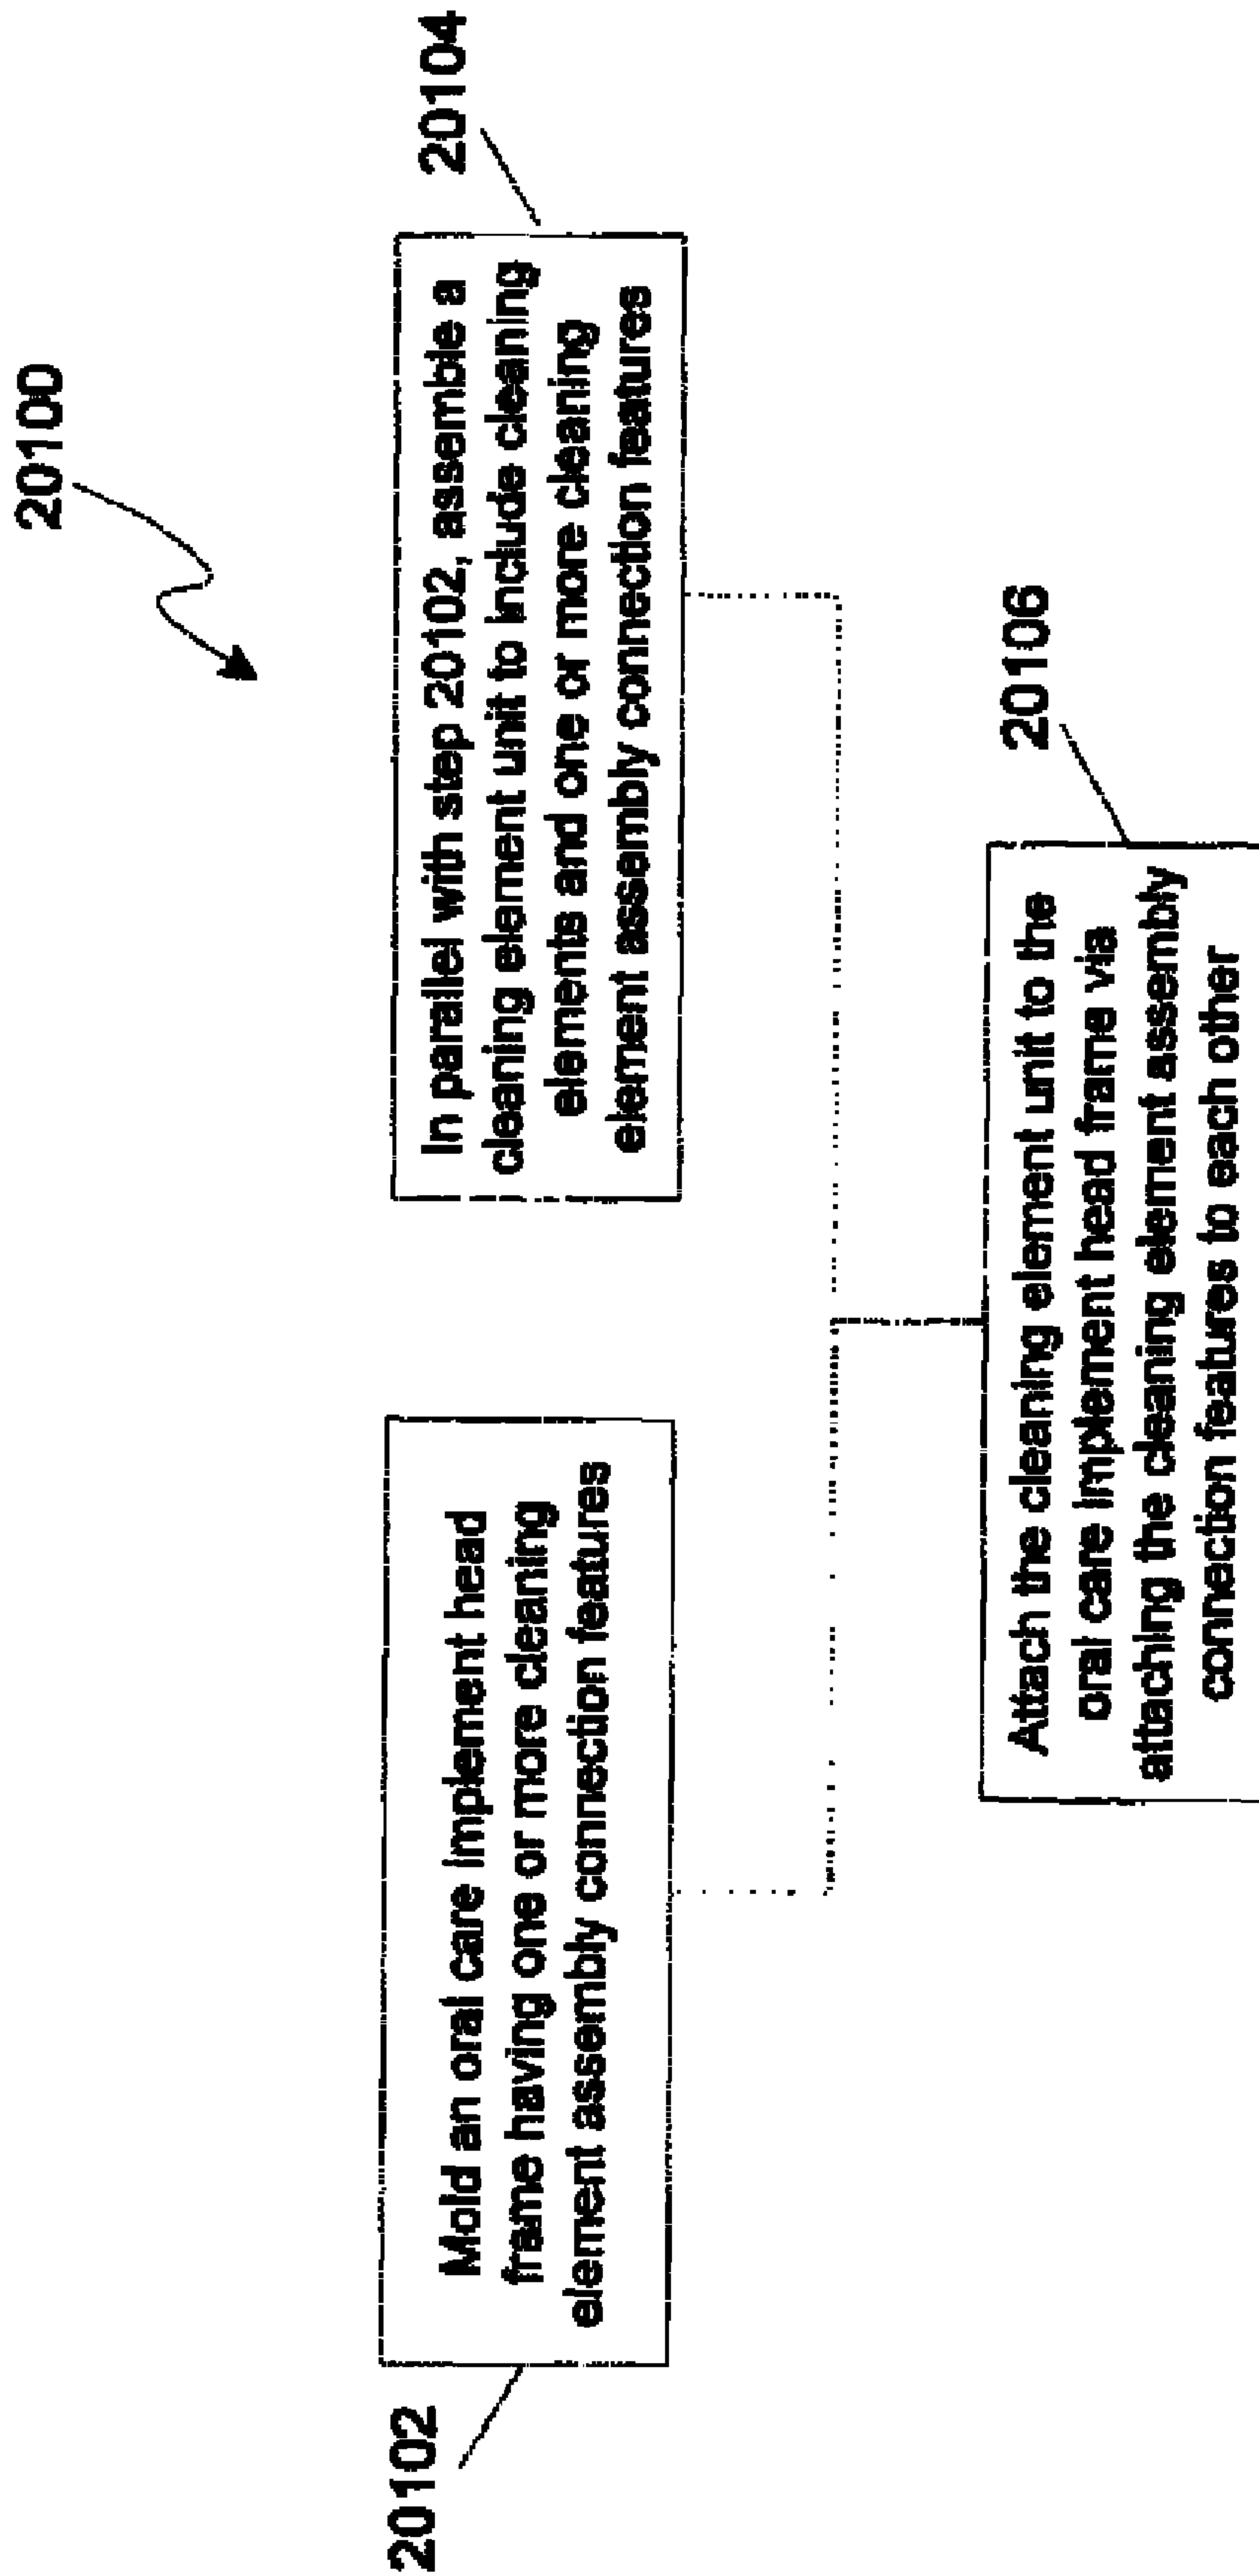 20100
20102
Mold an oral care implement head
frame having one or more cleaning
element assembly connection features
20104
In parallel with step 20102, assemble a
cleaning element unit to include cleaning
elements and one or more cleaning
element assembly connection features
20106
Attach the cleaning element unit to the
oral care implement head frame via
attaching the cleaning element assembly
connection features to each other